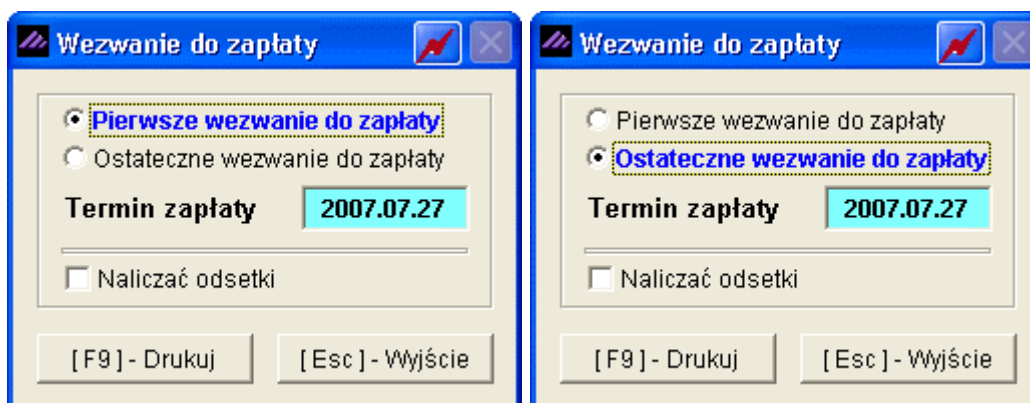 Wezwanie do zapłaty
Pierwsze wezwanie do zapłaty
Ostateczne wezwanie do zapłaty
Termin zapłaty 2007.07.27
Naliczać odsetki
[ F9 ] - Drukuj [ Esc ] - Wyjście
Wezwanie do zapłaty
Pierwsze wezwanie do zapłaty
Ostateczne wezwanie do zapłaty
Termin zapłaty 2007.07.27
Naliczać odsetki
[ F9 ] - Drukuj [ Esc ] - Wyjście